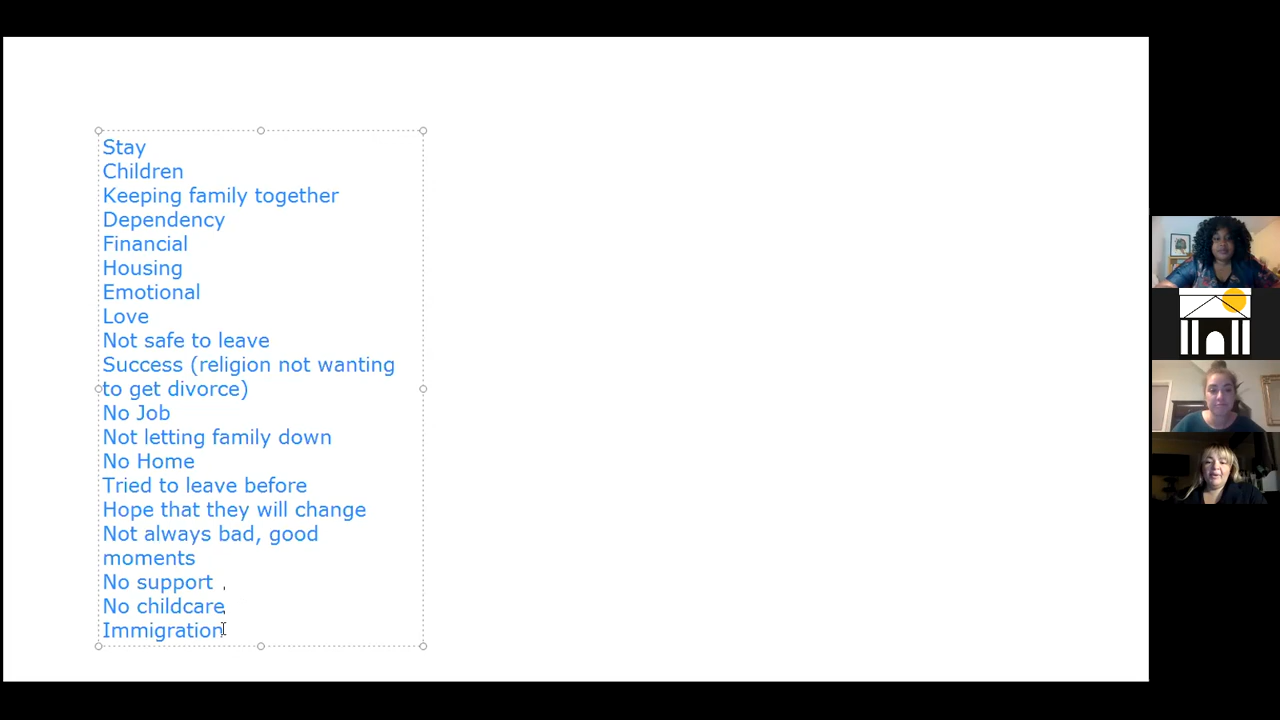 Stay
Children
Keeping family together
Dependency
Financial
Housing
Emotional
Love
Not safe to leave
Success (religion not wanting
to get divorce)
No Job
Not letting family down
No Home
Tried to leave before
Hope that they will change
Not always bad, good
moments
No support
No childcare
Immigration